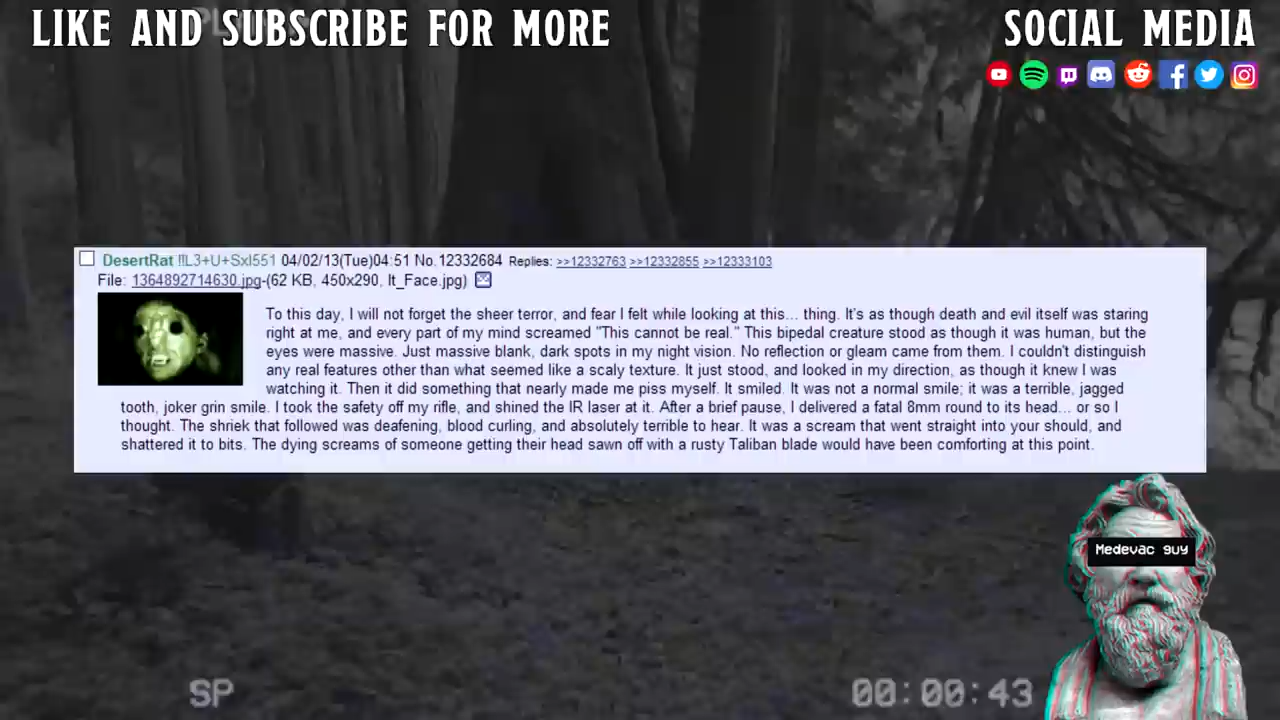 LIKE AND SUBSCRIBE FOR MORE
SOCIAL MEDIA
DesertRat !!L3+U+Sxl551 04/02/13(Tue)04:51 No.12332684 Replies: >>12332763 >>12332855 >>12333103
File: 1364892714630.jpg-(62 KB, 450x290, It_Face.jpg)
To this day, I will not forget the sheer terror, and fear I felt while looking at this... thing. It's as though death and evil itself was staring
right at me, and every part of my mind screamed "This cannot be real." This bipedal creature stood as though it was human, but the
eyes were massive. Just massive blank, dark spots in my night vision. No reflection or gleam came from them. I couldn't distinguish
any real features other than what seemed like a scaly texture. It just stood, and looked in my direction, as though it knew I was
watching it. Then it did something that nearly made me piss myself. It smiled. It was not a normal smile; it was a terrible, jagged
tooth, joker grin smile. I took the safety off my rifle, and shined the IR laser at it. After a brief pause, I delivered a fatal 8mm round to its head... or so I
thought. The shriek that followed was deafening, blood curling, and absolutely terrible to hear. It was a scream that went straight into your should, and
shattered it to bits. The dying screams of someone getting their head sawn off with a rusty Taliban blade would have been comforting at this point.
Medevac guy
SP
00:00:43